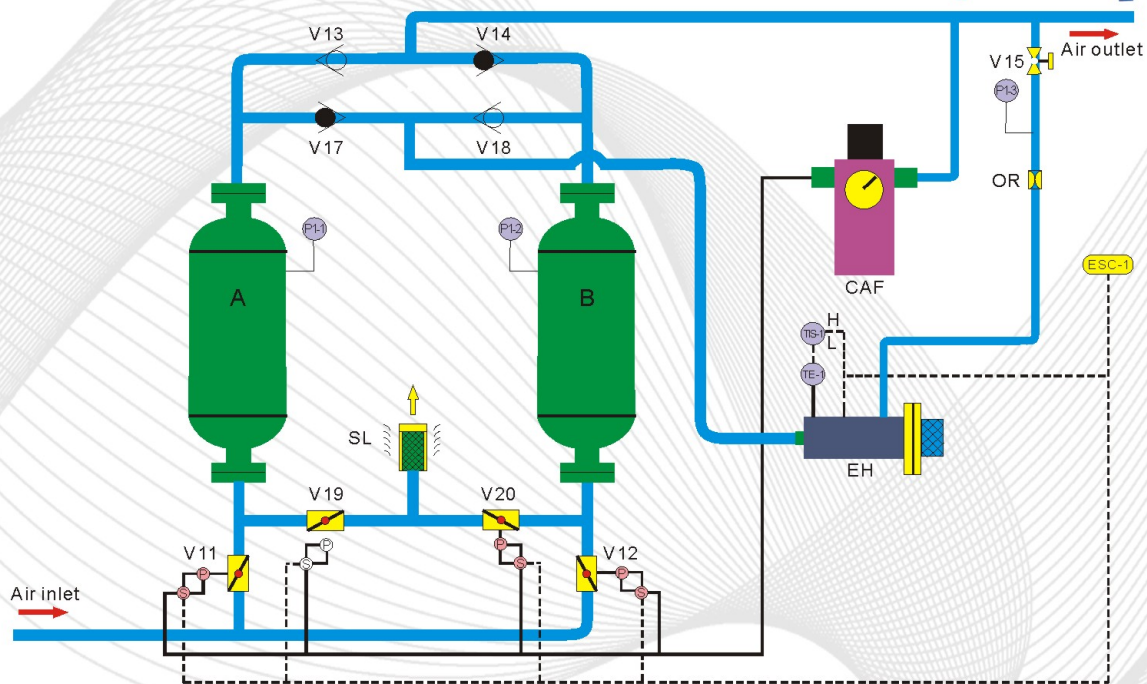 V13
V14
Air outlet
V15
P1-3
V17
V18
OR
P1-1
P1-2
ESC-1
A
B
CAF
TIS-1
H
L
TE-1
SL
EH
V19
V20
V11
P
S
P
S
P
S
V12
P
S
Air inlet